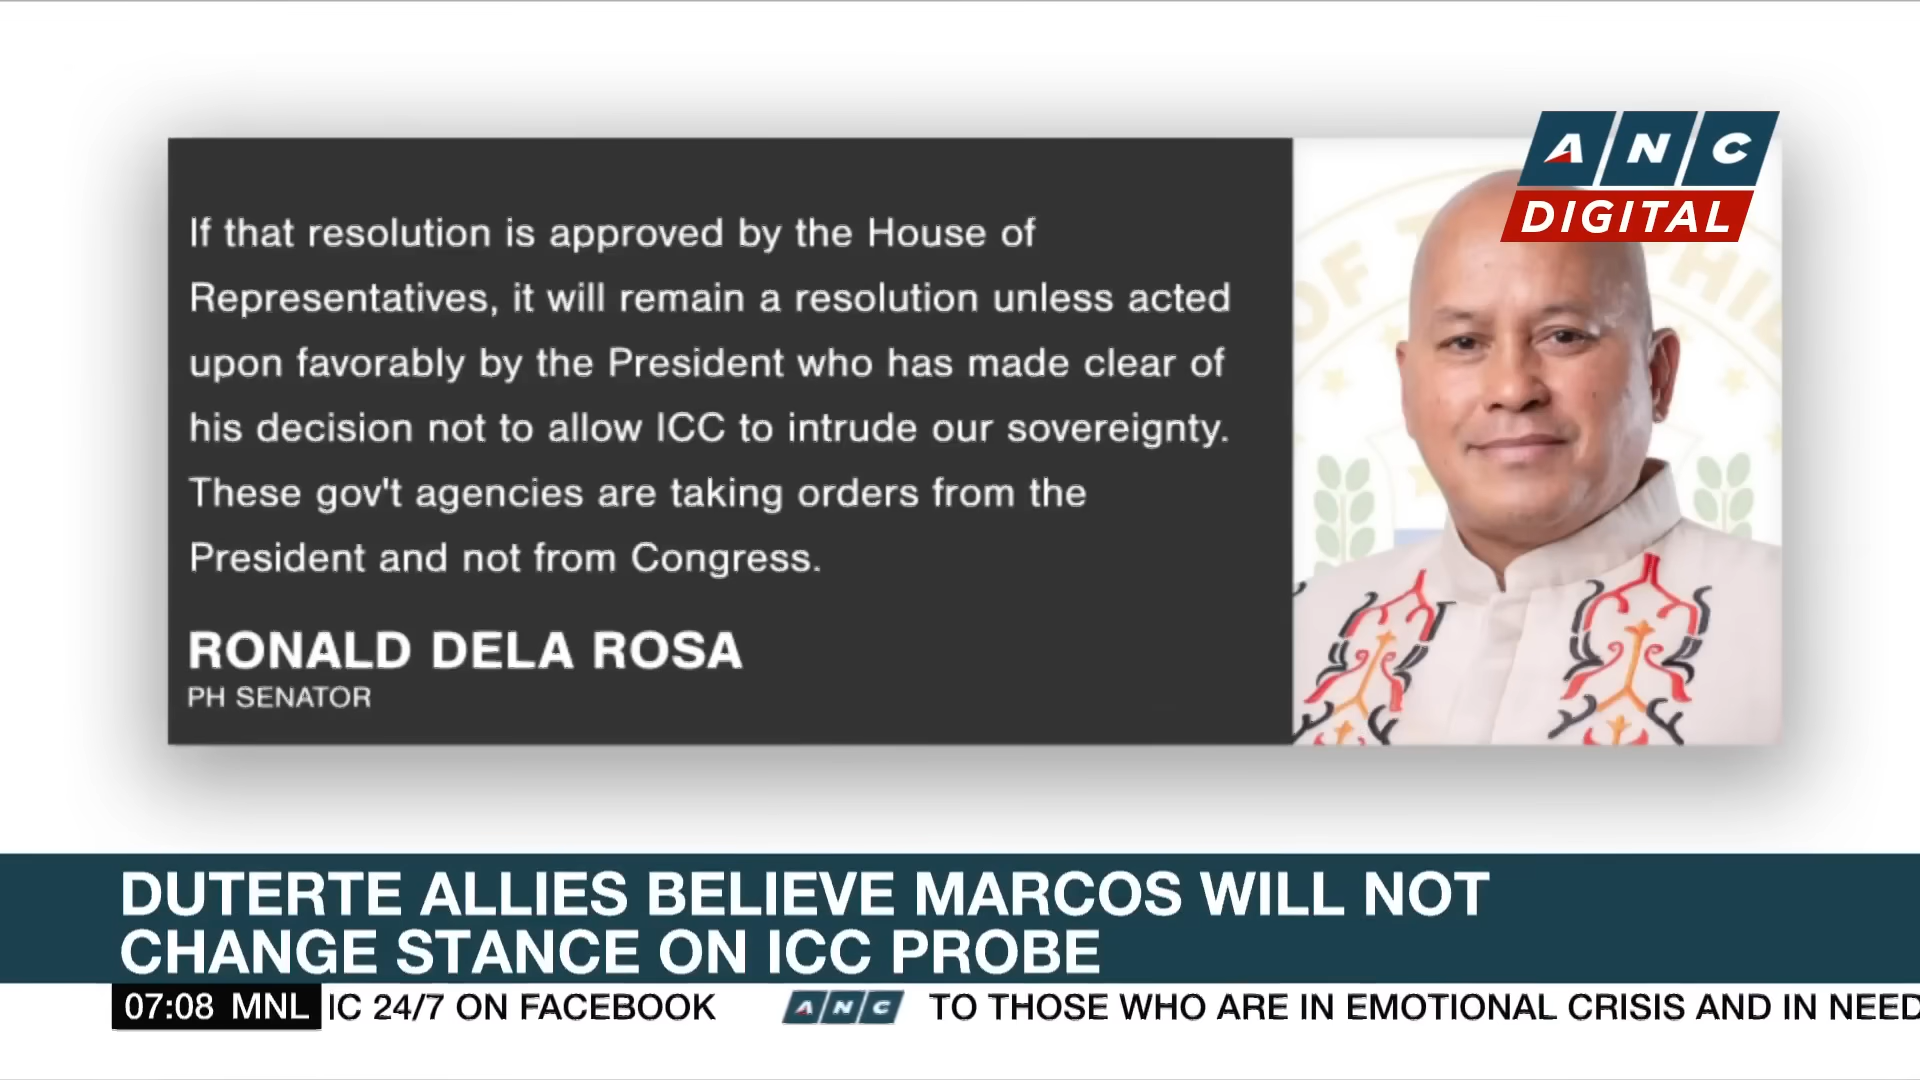 ANC
DIGITAL
If that resolution is approved by the House of
Representatives, it will remain a resolution unless acted
upon favorably by the President who has made clear of
his decision not to allow ICC to intrude our sovereignty.
These gov't agencies are taking orders from the
President and not from Congress.
RONALD DELA ROSA
PH SENATOR
DUTERTE ALLIES BELIEVE MARCOS WILL NOT
CHANGE STANCE ON ICC PROBE
07:08 MNL IC 24/7 ON FACEBOOK ANC TO THOSE WHO ARE IN EMOTIONAL CRISIS AND IN NEED